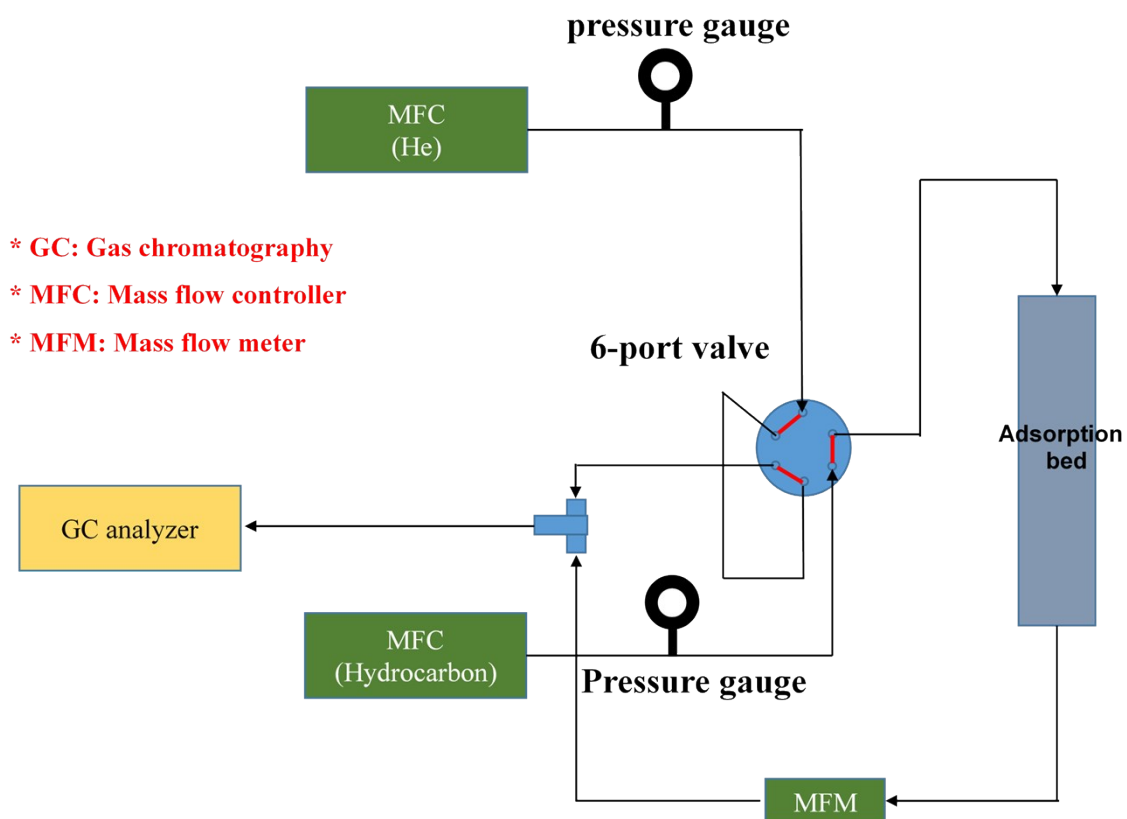 pressure gauge
MFC
(He)
* GC: Gas chromatography
* MFC: Mass flow controller
* MFM: Mass flow meter
6-port valve
Adsorption
bed
GC analyzer
MFC
(Hydrocarbon)
Pressure gauge
MFM